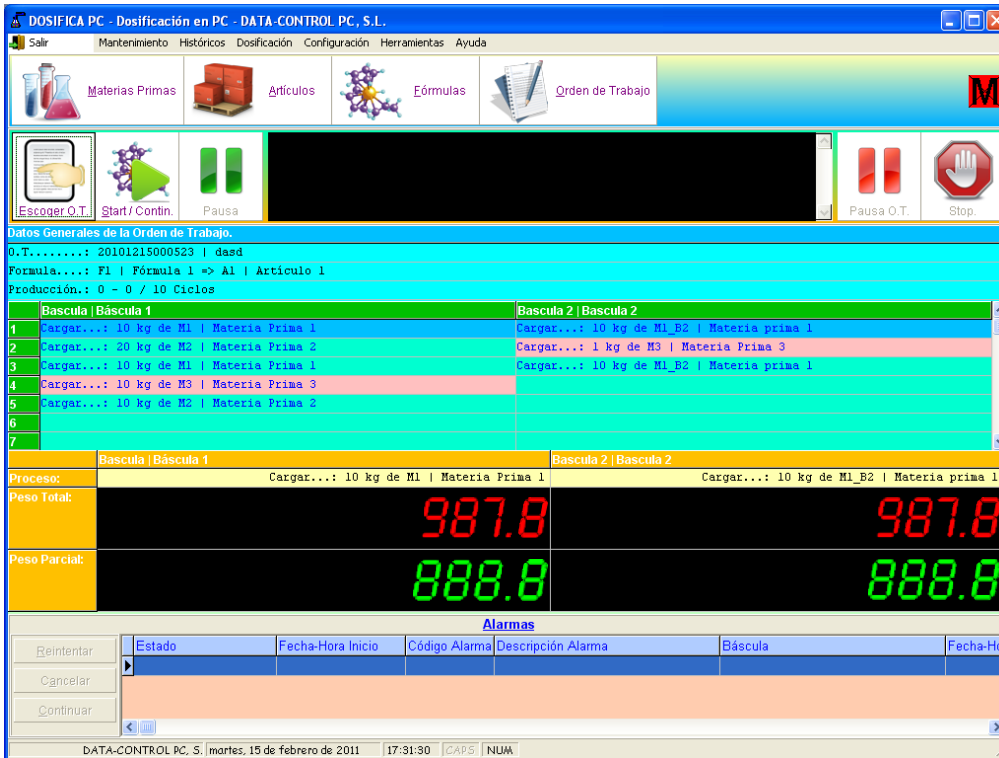 DOSIFICA PC - Dosificación en PC - DATA-CONTROL PC, S.L.
Salir Mantenimiento Históricos Dosificación Configuración Herramientas Ayuda
Materias Primas Artículos Fórmulas Orden de Trabajo M
Escoger O.T. Start / Contin. Pausa Pausa O.T. Stop.
Datos Generales de la Orden de Trabajo.
O.T........: 20101215000523 | dasd
Formula....: F1 | Fórmula 1 => A1 | Artículo 1
Producción.: 0 - 0 / 10 Ciclos
Bascula | Báscula 1 Bascula 2 | Bascula 2
1 Cargar...: 10 kg de M1 | Materia Prima 1 Cargar...: 10 kg de M1_B2 | Materia prima 1
2 Cargar...: 20 kg de M2 | Materia Prima 2 Cargar...: 1 kg de M3 | Materia Prima 3
3 Cargar...: 10 kg de M1 | Materia Prima 1 Cargar...: 10 kg de M1_B2 | Materia prima 1
4 Cargar...: 10 kg de M3 | Materia Prima 3
5 Cargar...: 10 kg de M2 | Materia Prima 2
6
7
Bascula | Báscula 1 Bascula 2 | Bascula 2
Proceso: Cargar...: 10 kg de M1 | Materia Prima 1 Cargar...: 10 kg de M1_B2 | Materia prima 1
Peso Total: 987.8 987.8
Peso Parcial: 888.8 888.8
Alarmas
Estado Fecha-Hora Inicio Código Alarma Descripción Alarma Báscula Fecha-Ho
Reintentar
Cancelar
Continuar
DATA-CONTROL PC, S. martes, 15 de febrero de 2011 17:31:30 CAPS NUM